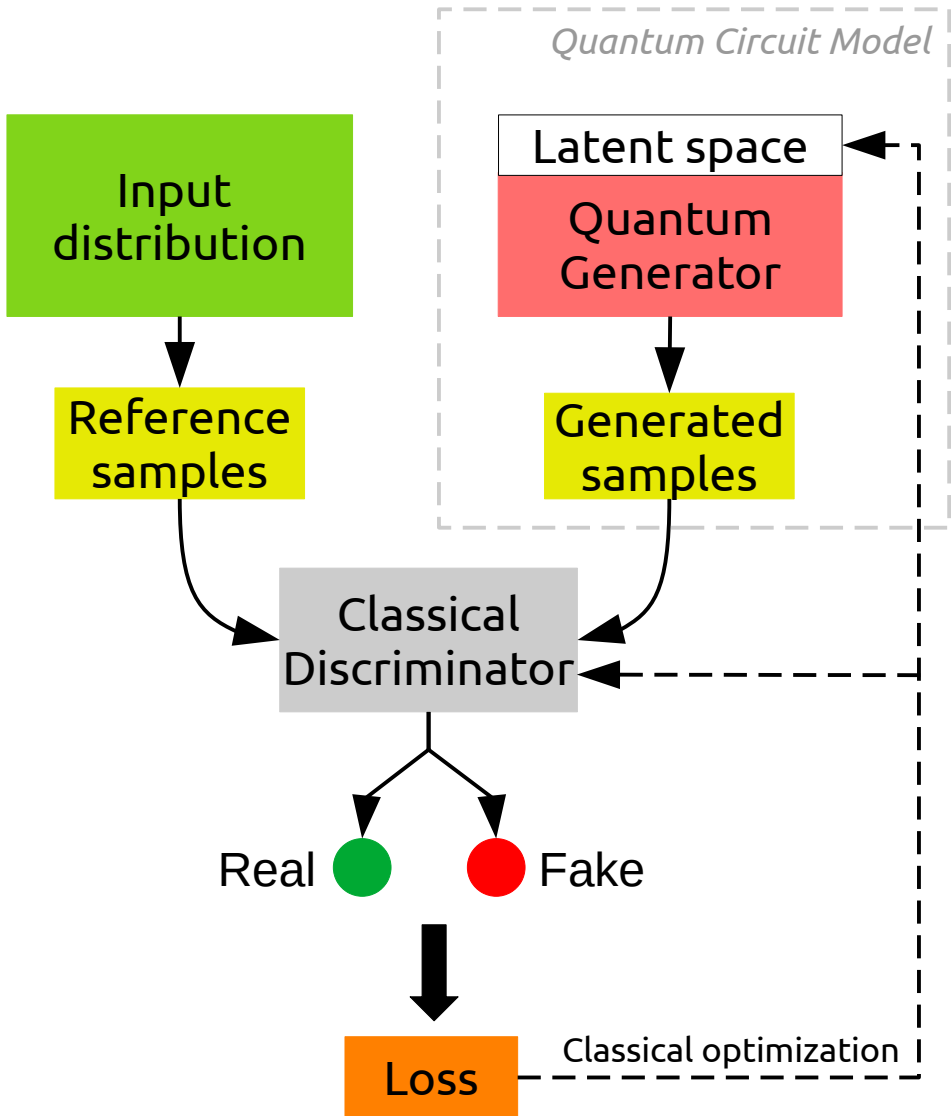 Quantum Circuit Model
Input
distribution
Latent space
Quantum
Generator
Reference
samples
Generated
samples
Classical
Discriminator
Real
Fake
Classical optimization
Loss